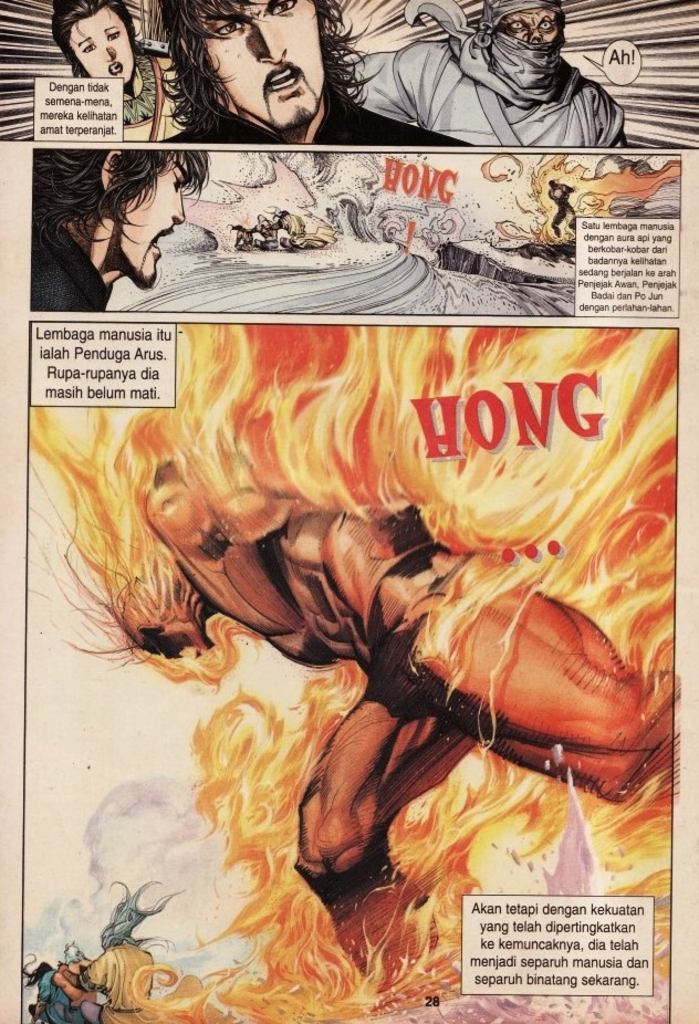 Ah!
Dengan tidak
semena-mena,
mereka kelihatan
amat terperanjat.
HONG
!
Satu lembaga manusia
dengan aura api yang
berkobar-kobar dari
badannya kelihatan
sedang berjalan ke arah
Penjejak Awan, Penjejak
Badai dan Po Jun
dengan perlahan-lahan.
Lembaga manusia itu
ialah Penduga Arus.
Rupa-rupanya dia
masih belum mati.
HONG
...
Akan tetapi dengan kekuatan
yang telah dipertingkatkan
ke kemuncaknya, dia telah
menjadi separuh manusia dan
separuh binatang sekarang.
28